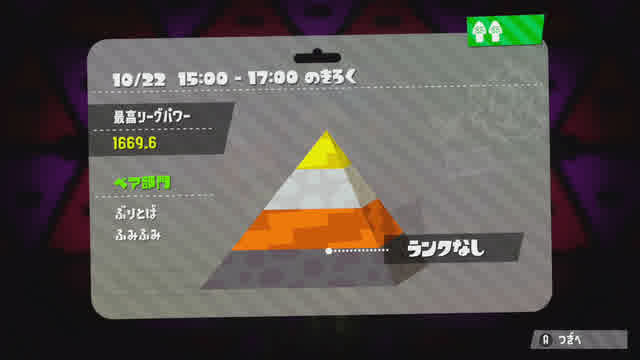 10/22 15:00 - 17:00 のきろく
最高リーグパワー
1669.6
ペア部門
ぶりとば
ふみふみ
ランクなし
A つぎへ